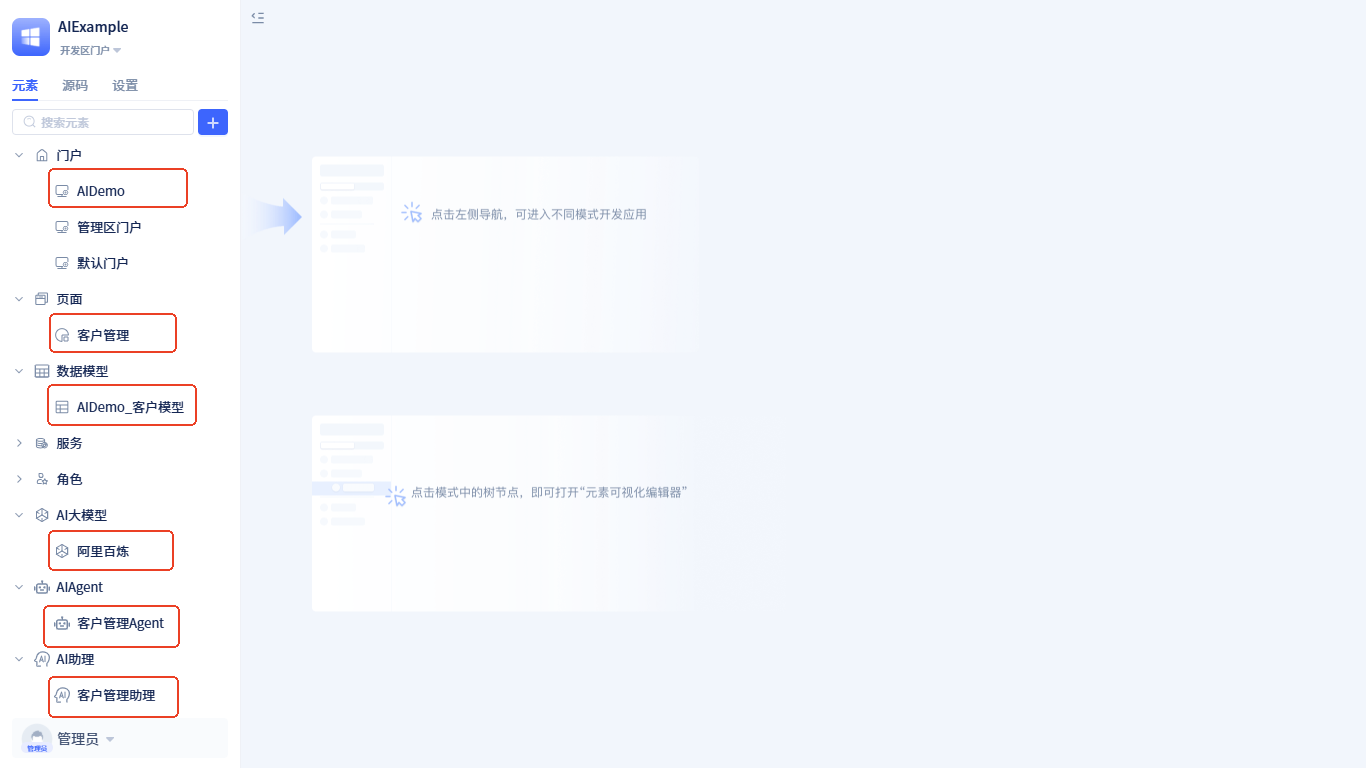 AIExample
开发区门户
元素 源码 设置
搜索元素
门户
AIDemo
管理区门户
默认门户
页面
客户管理
数据模型
AIDemo_客户模型
服务
角色
AI大模型
阿里百炼
AIAgent
客户管理Agent
AI助理
客户管理助理
管理员
管理员
点击左侧导航，可进入不同模式开发应用
点击模式中的树节点，即可打开“元素可视化编辑器”